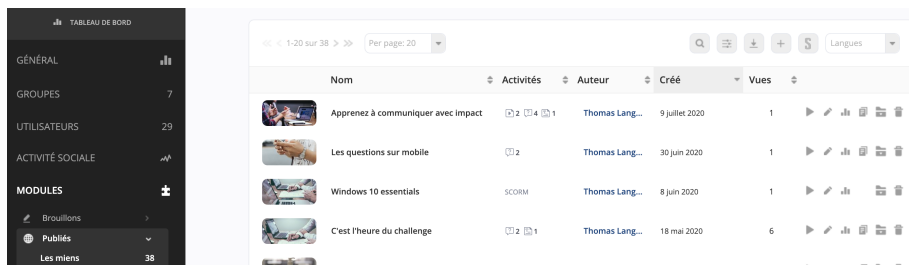 TABLEAU DE BORD
GÉNÉRAL
GROUPES 7
UTILISATEURS 29
ACTIVITÉ SOCIALE
MODULES
Brouillons
Publiés
Les miens 38
1-20 sur 38
Per page: 20
S
Langues
Nom Activités Auteur Créé Vues
Apprenez à communiquer avec impact 2 4 1 Thomas Lang... 9 juillet 2020 1
Les questions sur mobile 2 Thomas Lang... 30 juin 2020 1
Windows 10 essentials SCORM Thomas Lang... 8 juin 2020 1
C'est l'heure du challenge 2 1 Thomas Lang... 18 mai 2020 6